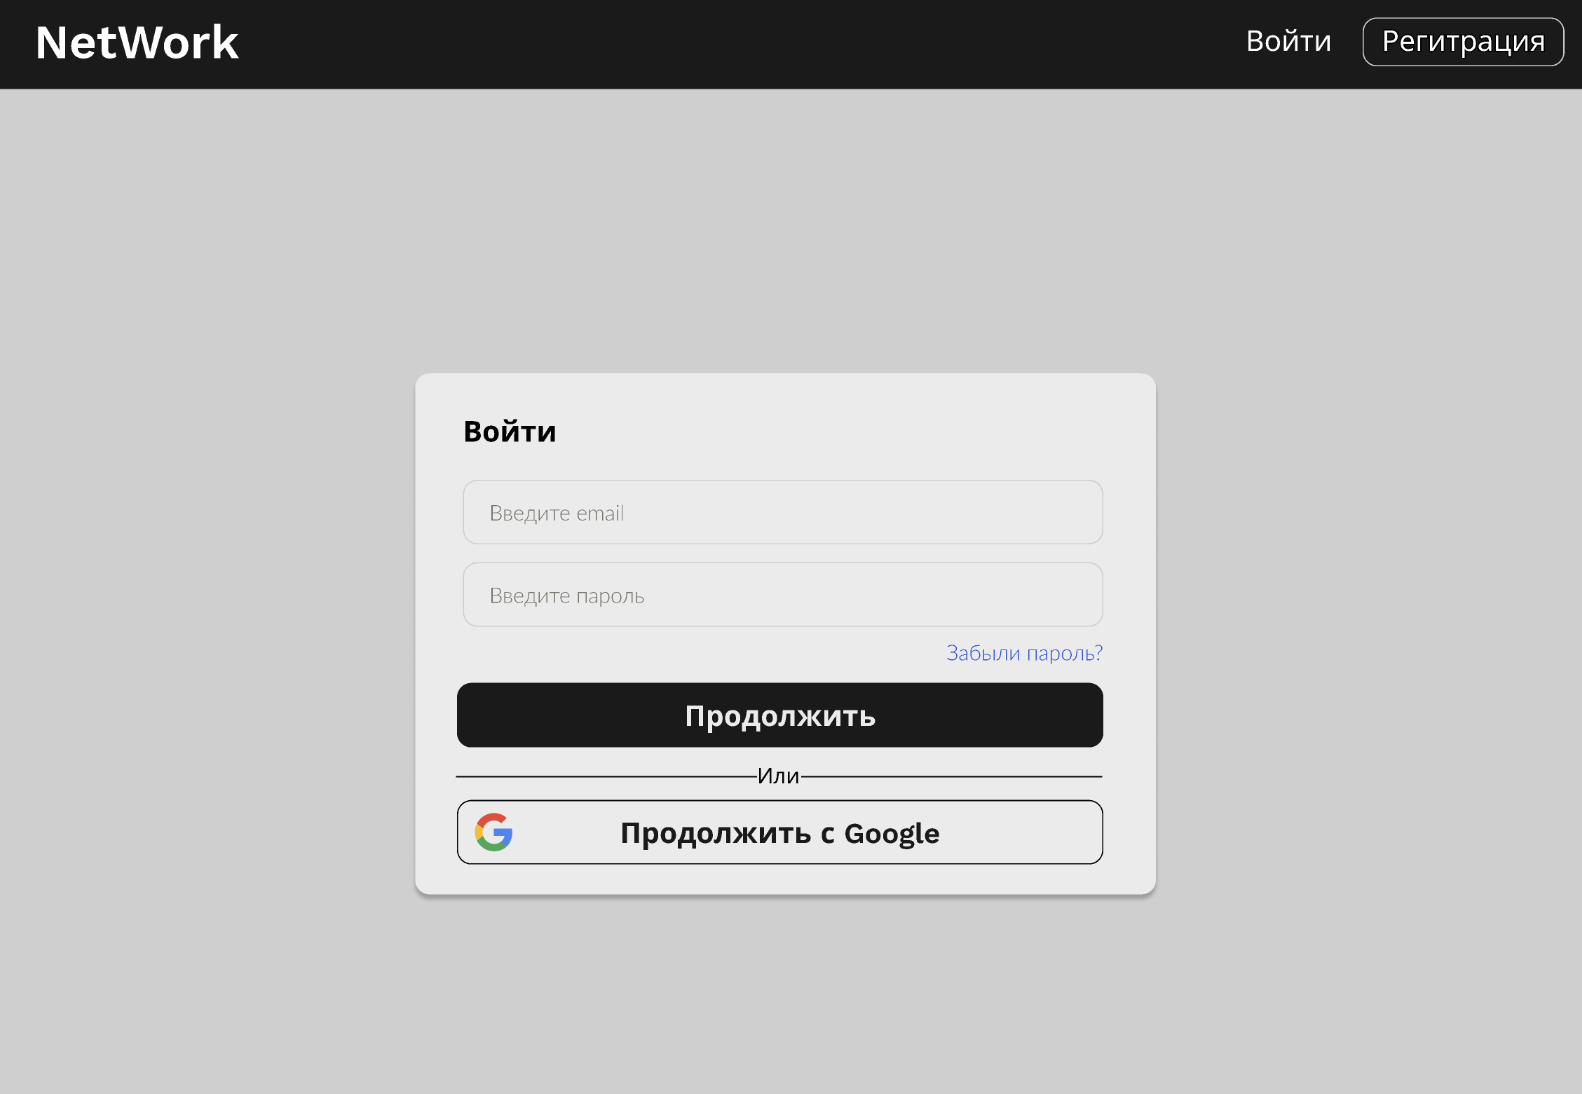 NetWork
Войти
Регитрация
Войти
Введите email
Введите пароль
Забыли пароль?
Продолжить
Или
Продолжить с Google